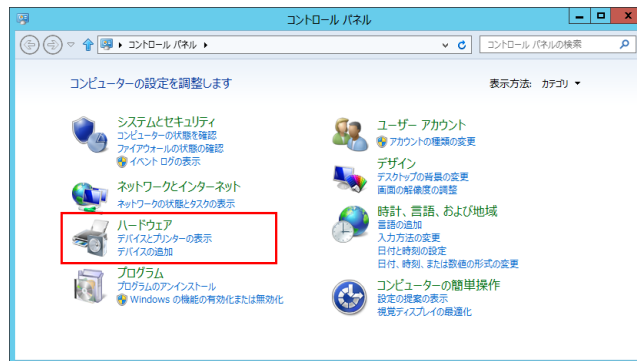 コントロール パネル
コントロール パネル
コントロール パネルの検索
コンピューターの設定を調整します
表示方法: カテゴリ
システムとセキュリティ
コンピューターの状態を確認
ファイアウォールの状態を確認
イベント ログの表示
ネットワークとインターネット
ネットワークの状態とタスクの表示
ハードウェア
デバイスとプリンターの表示
デバイスの追加
プログラム
プログラムのアンインストール
Windows の機能の有効化または無効化
ユーザー アカウント
アカウントの種類の変更
デザイン
デスクトップの背景の変更
画面の解像度の調整
時計、言語、および地域
言語の追加
入力方法の変更
日付と時刻の設定
日付、時刻、または数値の形式の変更
コンピューターの簡単操作
設定の提案の表示
視覚ディスプレイの最適化